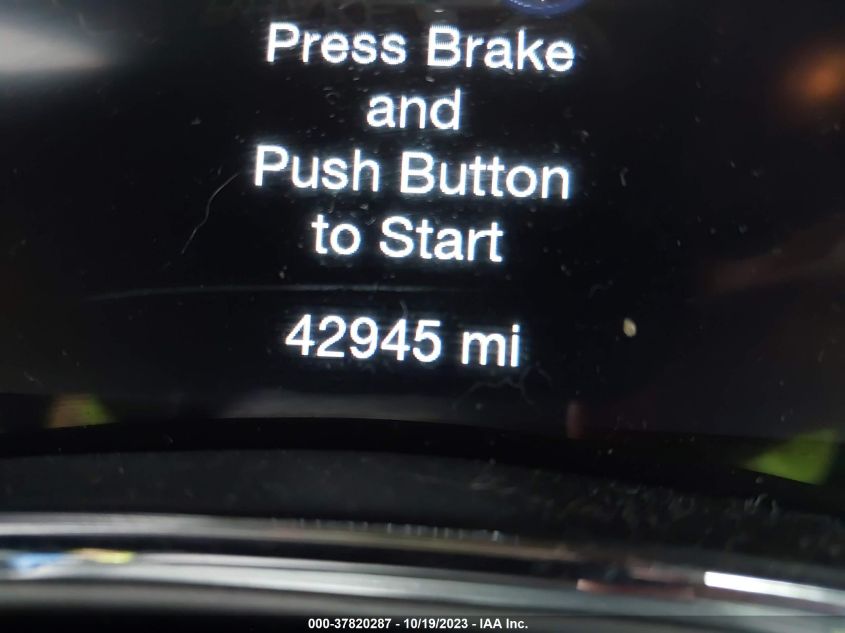 Press Brake
and
Push Button
to Start
42945 mi
000-37820287 - 10/19/2023 - IAA Inc.